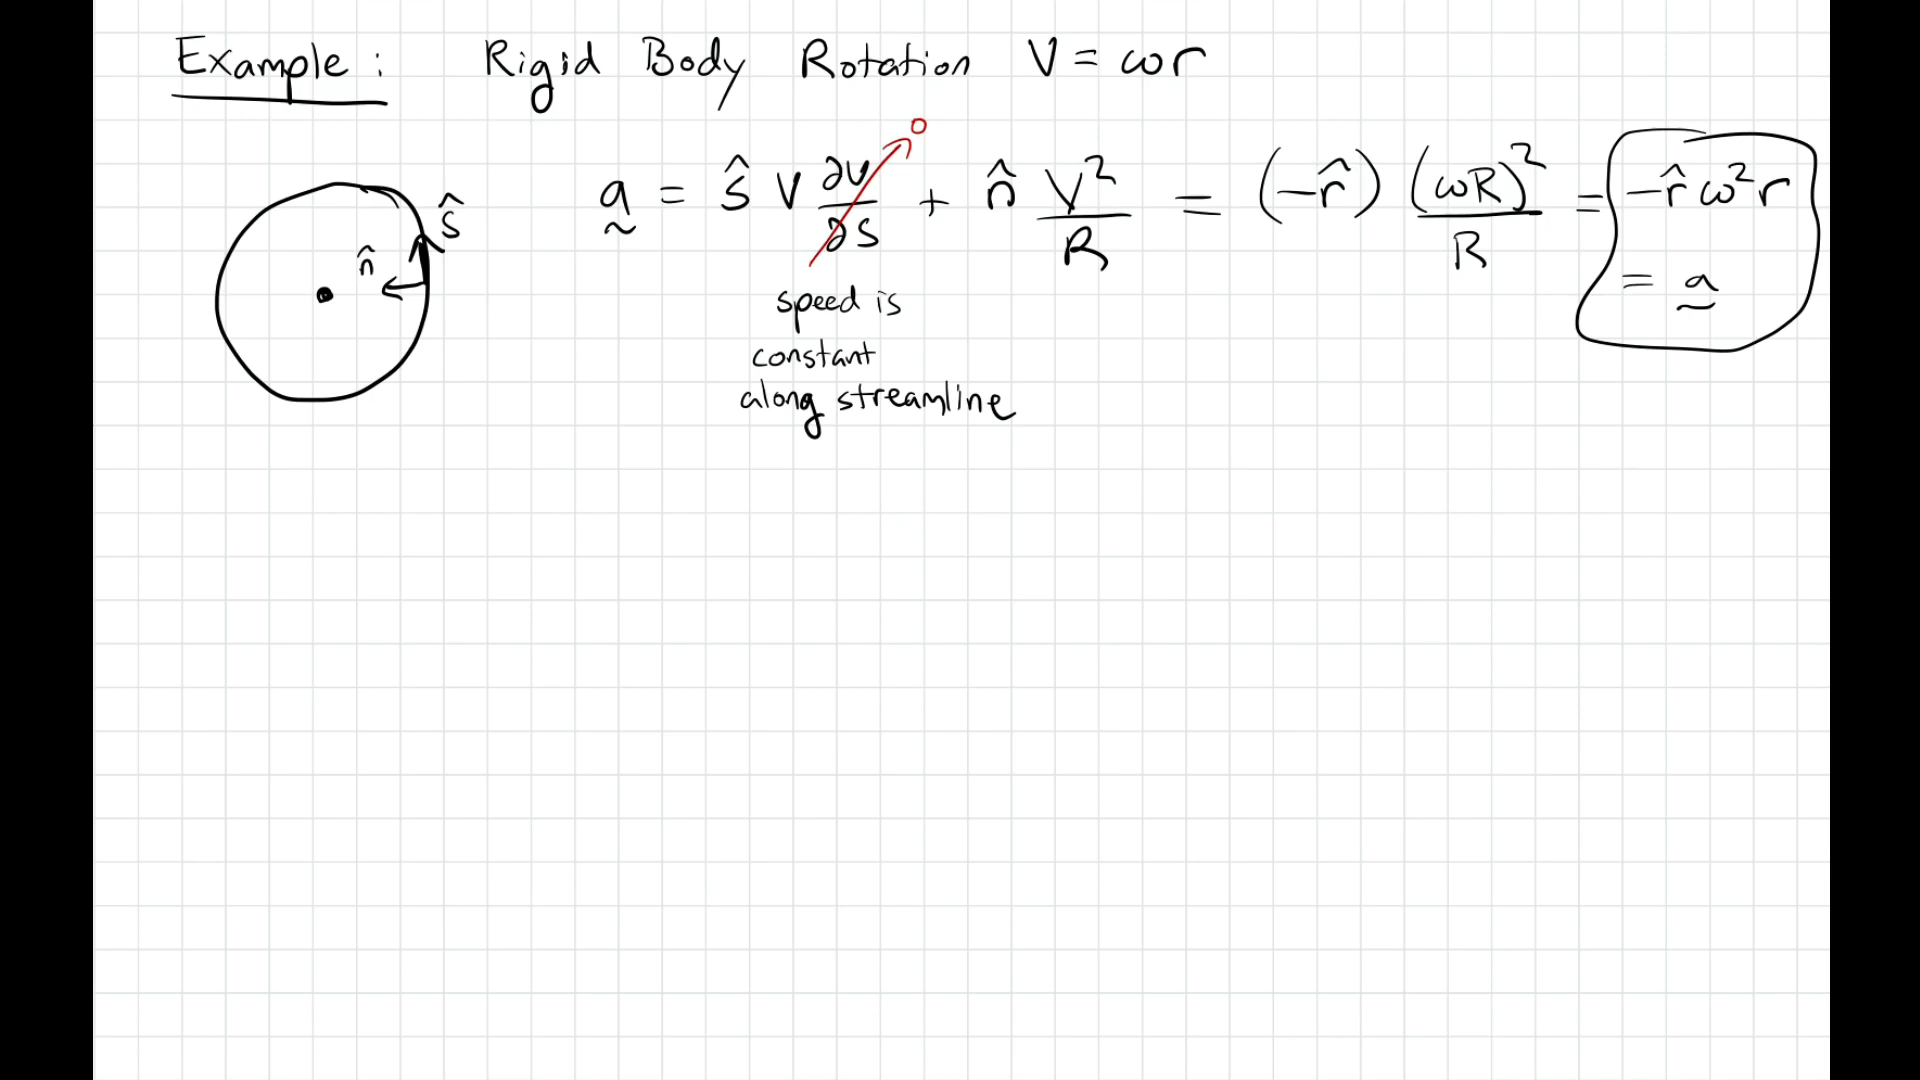 Example: Rigid Body Rotation V = ωr
a̰ = ŝ V ∂V/∂s → 0 + n̂ V²/R = (-r̂) (ωR)²/R = -r̂ω²r
= a̰
ŝ
n̂
speed is
constant
along streamline